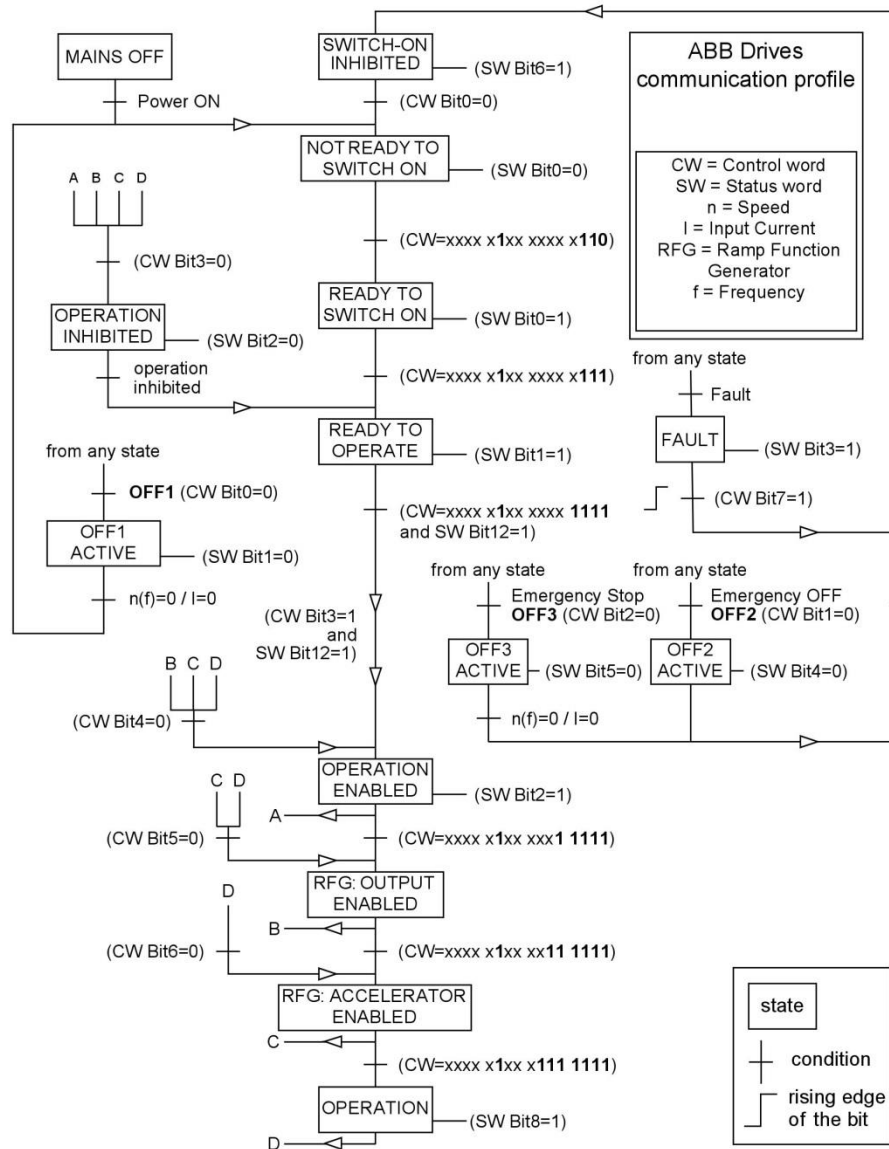 MAINS OFF
Power ON
SWITCH-ON
INHIBITED
(SW Bit6=1)
(CW Bit0=0)
NOT READY TO
SWITCH ON
(SW Bit0=0)
A B C D
(CW Bit3=0)
(CW=xxxx x1xx xxxx x110)
OPERATION
INHIBITED
(SW Bit2=0)
operation
inhibited
READY TO
SWITCH ON
(SW Bit0=1)
(CW=xxxx x1xx xxxx x111)
READY TO
OPERATE
(SW Bit1=1)
from any state
OFF1 (CW Bit0=0)
OFF1
ACTIVE
(SW Bit1=0)
n(f)=0 / I=0
(CW=xxxx x1xx xxxx 1111
and SW Bit12=1)
(CW Bit3=1
and
SW Bit12=1)
B C D
(CW Bit4=0)
OPERATION
ENABLED
(SW Bit2=1)
A
C D
(CW Bit5=0)
(CW=xxxx x1xx xxx1 1111)
RFG: OUTPUT
ENABLED
D
B
(CW Bit6=0)
(CW=xxxx x1xx xx11 1111)
RFG: ACCELERATOR
ENABLED
C
(CW=xxxx x1xx x111 1111)
OPERATION
(SW Bit8=1)
D
ABB Drives
communication profile
CW = Control word
SW = Status word
n = Speed
I = Input Current
RFG = Ramp Function
Generator
f = Frequency
from any state
Fault
FAULT
(SW Bit3=1)
(CW Bit7=1)
from any state
Emergency Stop
OFF3 (CW Bit2=0)
OFF3
ACTIVE
(SW Bit5=0)
n(f)=0 / I=0
from any state
Emergency OFF
OFF2 (CW Bit1=0)
OFF2
ACTIVE
(SW Bit4=0)
state
condition
rising edge
of the bit